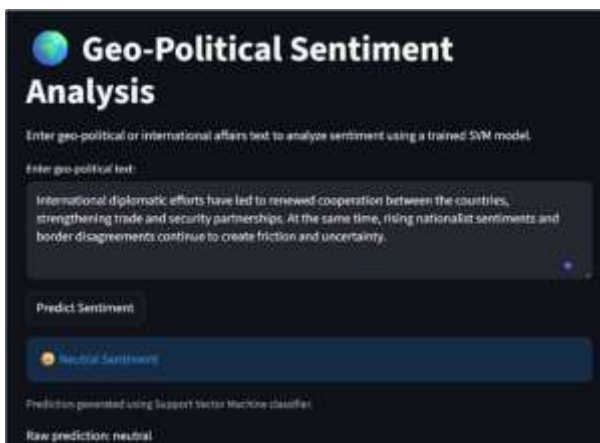 🌍 Geo-Political Sentiment
Analysis
Enter geo-political or international affairs text to analyze sentiment using a trained SVM model.
Enter geo-political text:
International diplomatic efforts have led to renewed cooperation between the countries,
strengthening trade and security partnerships. At the same time, rising nationalist sentiments and
border disagreements continue to create friction and uncertainty.
Predict Sentiment
😐 Neutral Sentiment
Prediction generated using Support Vector Machine classifier.
Raw prediction: neutral